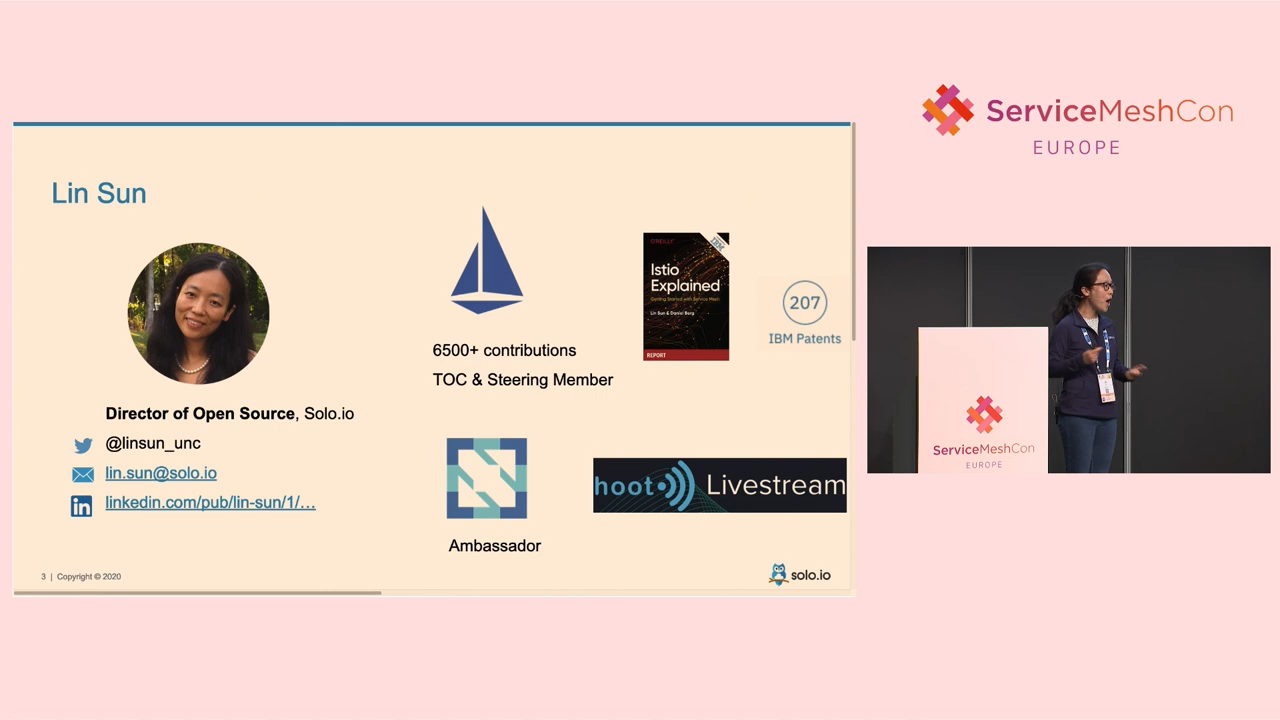 ServiceMeshCon
EUROPE
Lin Sun
O'REILLY
IBM
Istio
Explained
Getting Started with Service Mesh
Lin Sun & Daniel Berg
REPORT
207
IBM Patents
6500+ contributions
TOC & Steering Member
Director of Open Source, Solo.io
@linsun_unc
lin.sun@solo.io
linkedin.com/pub/lin-sun/1/…
in
hoot Livestream
Ambassador
3 | Copyright © 2020
solo.io
ServiceMeshCon
EUROPE